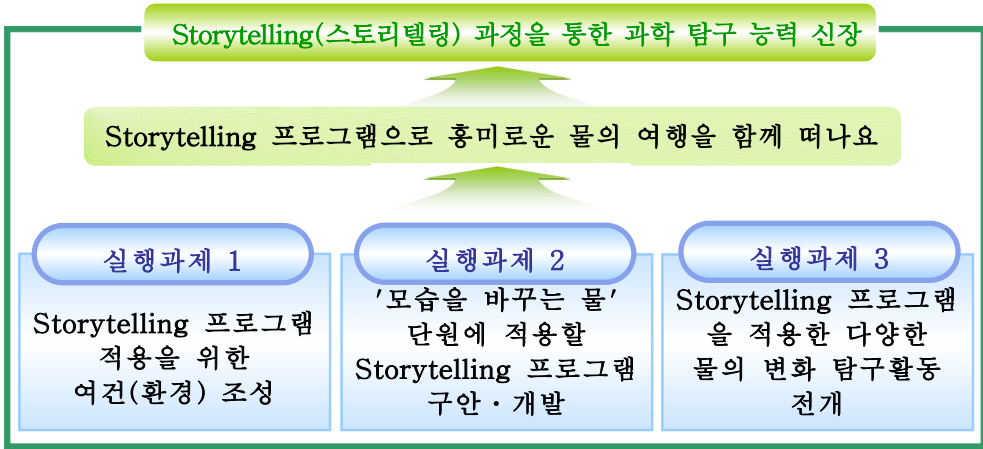 Storytelling(스토리텔링) 과정을 통한 과학 탐구 능력 신장
Storytelling 프로그램으로 흥미로운 물의 여행을 함께 떠나요
실행과제 1
Storytelling 프로그램
적용을 위한
여건(환경) 조성
실행과제 2
'모습을 바꾸는 물'
단원에 적용할
Storytelling 프로그램
구안・개발
실행과제 3
Storytelling 프로그램
을 적용한 다양한
물의 변화 탐구활동
전개